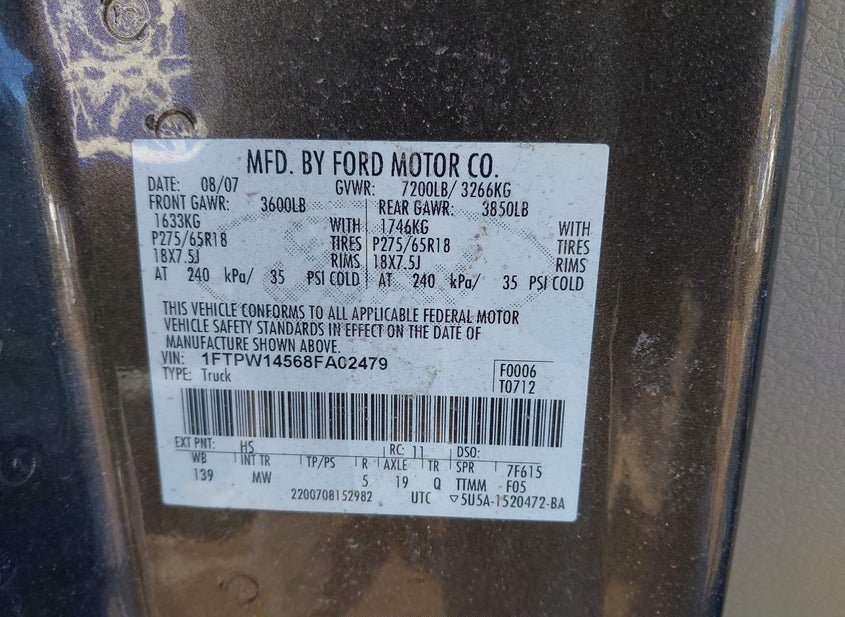 MFD. BY FORD MOTOR CO.
DATE: 08/07 GVWR: 7200LB/ 3266KG
FRONT GAWR: 3600LB REAR GAWR: 3850LB
1633KG WITH 1746KG WITH
P275/65R18 TIRES P275/65R18 TIRES
18X7.5J RIMS 18X7.5J RIMS
AT 240 kPa/ 35 PSI COLD AT 240 kPa/ 35 PSI COLD
THIS VEHICLE CONFORMS TO ALL APPLICABLE FEDERAL MOTOR
VEHICLE SAFETY STANDARDS IN EFFECT ON THE DATE OF
MANUFACTURE SHOWN ABOVE.
VIN: 1FTPW14568FA02479
TYPE: Truck
F0006
T0712
EXT PNT: HS RC: 11 DSO:
WB INT TR TP/PS R AXLE TR SPR 7F615
139 MW 5 19 Q TTMM F05
2200708152982 UTC ▽5U5A-1520472-BA